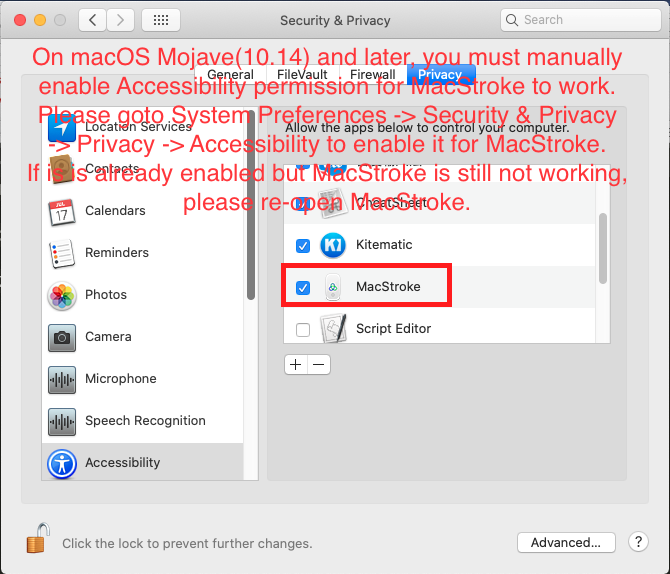 Security & Privacy
Search
On macOS Mojave(10.14) and later, you must manually
enable Accessibility permission for MacStroke to work.
Please goto System Preferences -> Security & Privacy
-> Privacy -> Accessibility to enable it for MacStroke.
If is is already enabled but MacStroke is still not working,
please re-open MacStroke.
General
FileVault
Firewall
Privacy
Location Services
Contacts
Calendars
Reminders
Photos
Camera
Microphone
Speech Recognition
Accessibility
Allow the apps below to control your computer.
CheatSheet
Kitematic
MacStroke
Script Editor
Click the lock to prevent further changes.
Advanced...
?